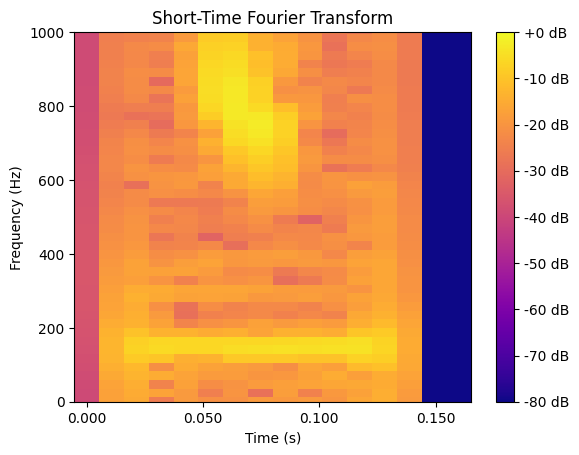 Short-Time Fourier Transform
1000
800
600
400
200
0
Frequency (Hz)
0.000
0.050
0.100
0.150
Time (s)
+0 dB
-10 dB
-20 dB
-30 dB
-40 dB
-50 dB
-60 dB
-70 dB
-80 dB